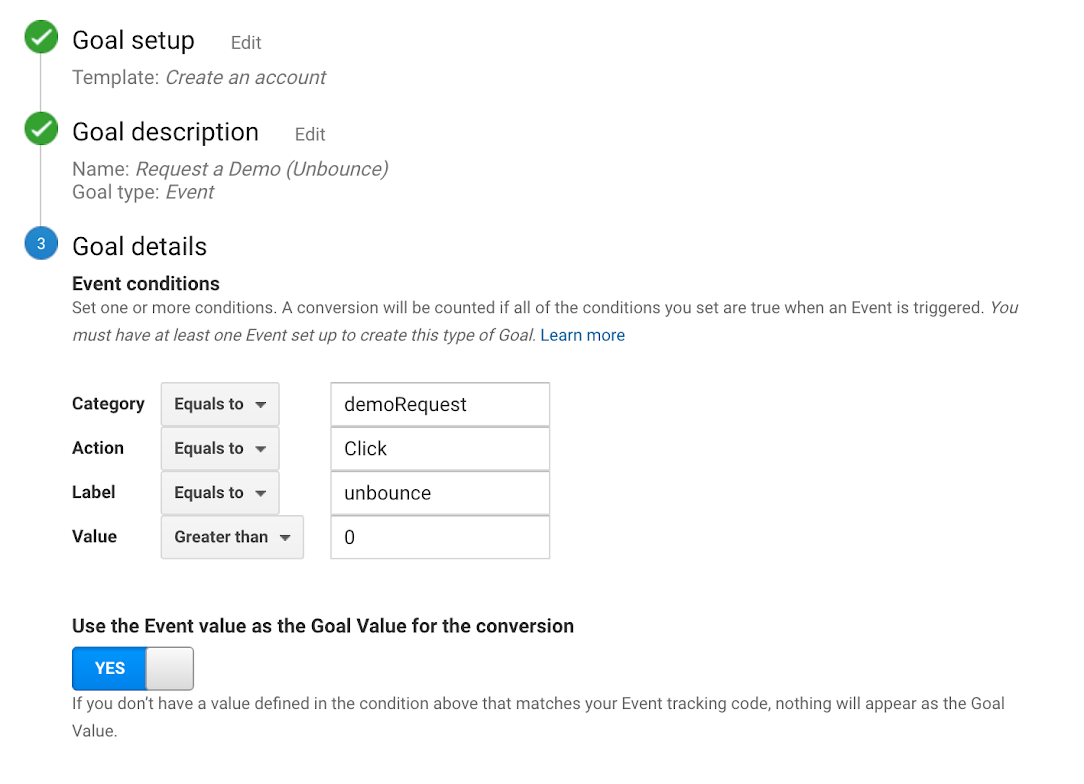 Goal setup Edit
Template: Create an account
Goal description Edit
Name: Request a Demo (Unbounce)
Goal type: Event
3 Goal details
Event conditions
Set one or more conditions. A conversion will be counted if all of the conditions you set are true when an Event is triggered. You
must have at least one Event set up to create this type of Goal. Learn more
Category Equals to demoRequest
Action Equals to Click
Label Equals to unbounce
Value Greater than 0
Use the Event value as the Goal Value for the conversion
YES
If you don't have a value defined in the condition above that matches your Event tracking code, nothing will appear as the Goal
Value.